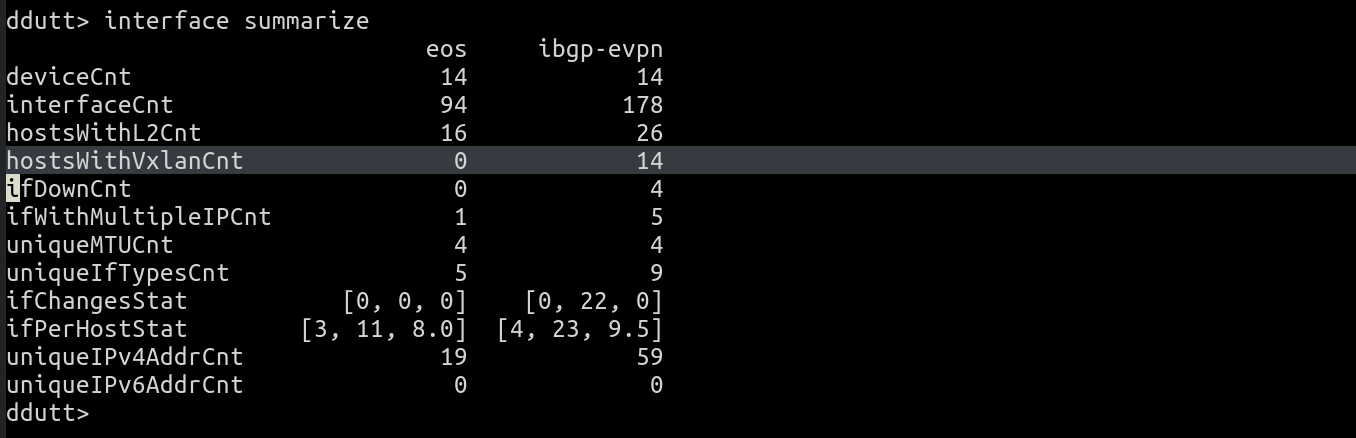 ddutt> interface summarize
eos ibgp-evpn
deviceCnt 14 14
interfaceCnt 94 178
hostsWithL2Cnt 16 26
hostsWithVxlanCnt 0 14
ifDownCnt 0 4
ifWithMultipleIPCnt 1 5
uniqueMTUCnt 4 4
uniqueIfTypesCnt 5 9
ifChangesStat [0, 0, 0] [0, 22, 0]
ifPerHostStat [3, 11, 8.0] [4, 23, 9.5]
uniqueIPv4AddrCnt 19 59
uniqueIPv6AddrCnt 0 0
ddutt>